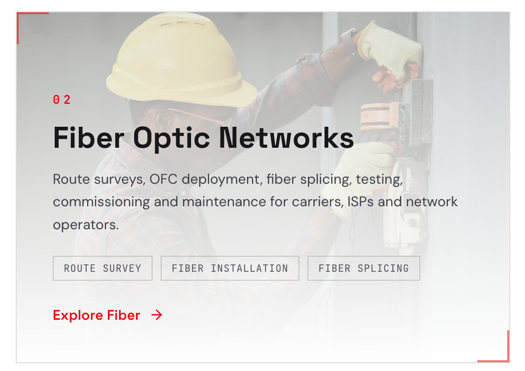 02
Fiber Optic Networks
Route surveys, OFC deployment, fiber splicing, testing,
commissioning and maintenance for carriers, ISPs and network
operators.
ROUTE SURVEY
FIBER INSTALLATION
FIBER SPLICING
Explore Fiber →